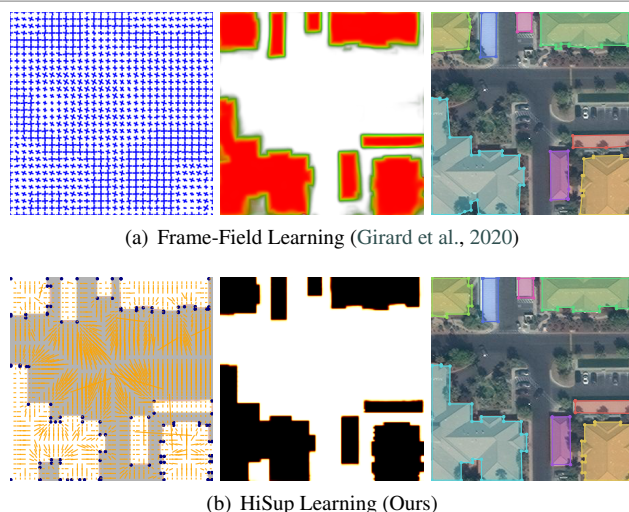 (a) Frame-Field Learning (Girard et al., 2020)
(b) HiSup Learning (Ours)